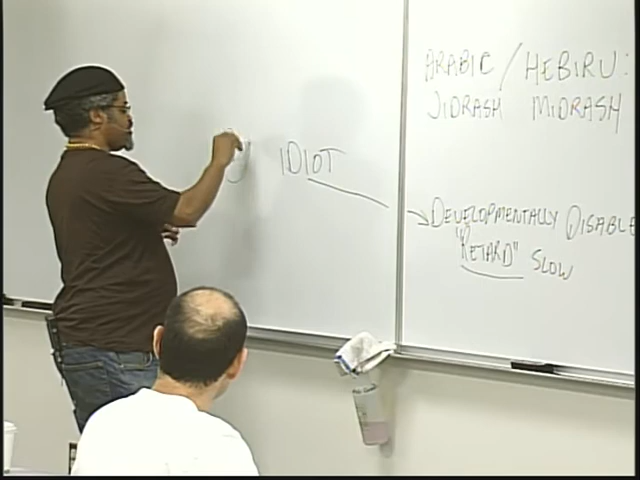 IDIOT
ARABIC / HEBIRU:
JIDRASH MIDRASH
DEVELOPMENTALLY DISABLE
"RETARD" SLOW